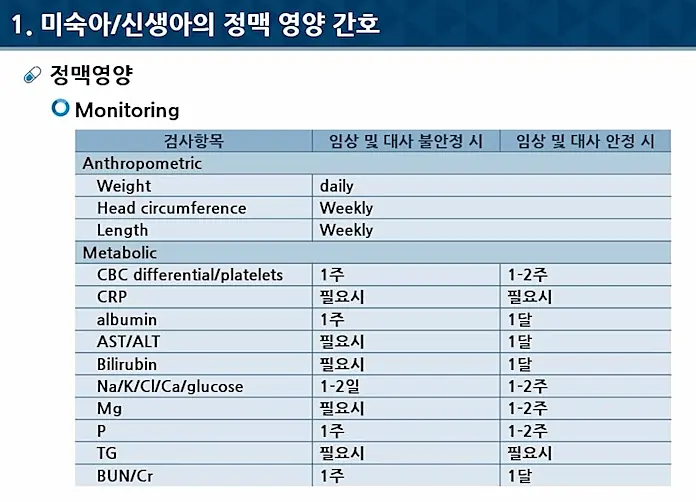 1. 미숙아/신생아의 정맥 영양 간호
정맥영양
Monitoring
검사항목 임상 및 대사 불안정 시 임상 및 대사 안정 시
Anthropometric
Weight daily
Head circumference Weekly
Length Weekly
Metabolic
CBC differential/platelets 1주 1-2주
CRP 필요시 필요시
albumin 1주 1달
AST/ALT 필요시 1달
Bilirubin 필요시 1달
Na/K/Cl/Ca/glucose 1-2일 1-2주
Mg 필요시 1-2주
P 1주 1-2주
TG 필요시 필요시
BUN/Cr 1주 1달